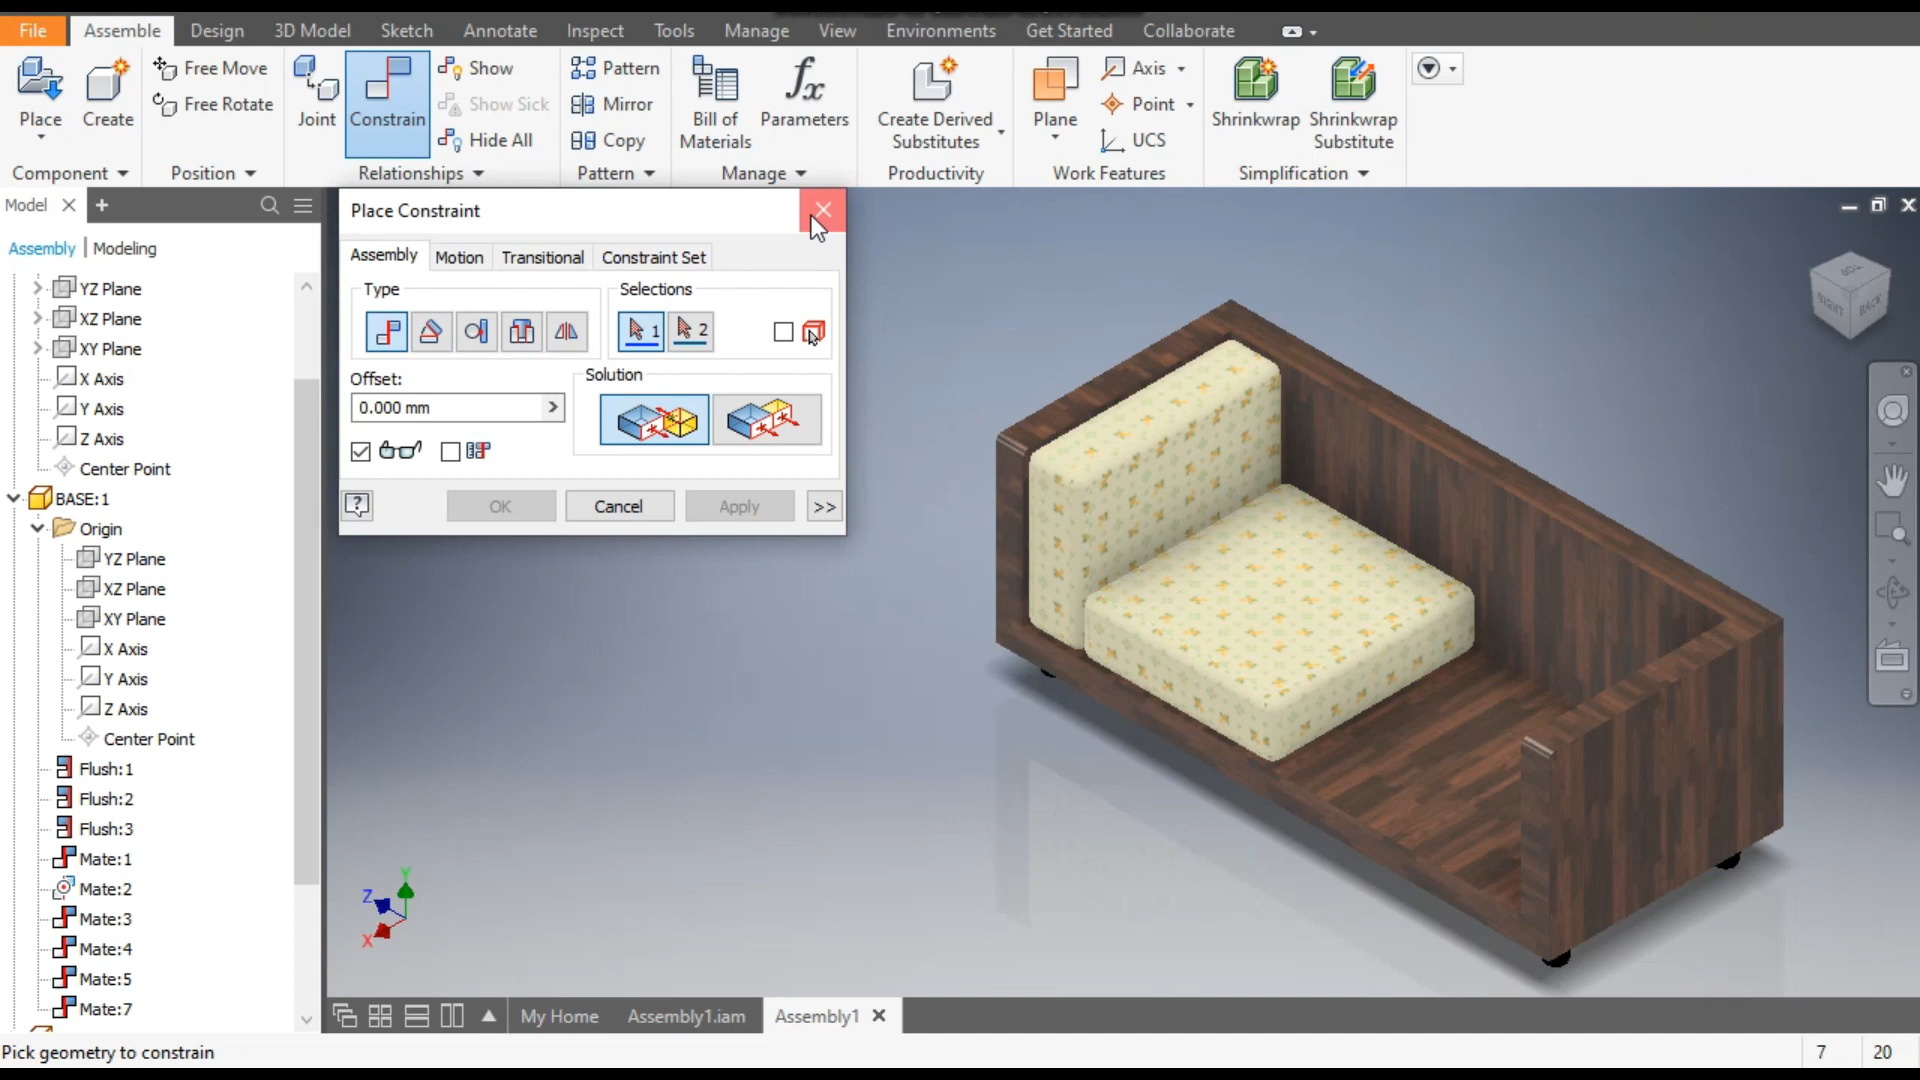 File Assemble Design 3D Model Sketch Annotate Inspect Tools Manage View Environments Get Started Collaborate
Place
Create
Free Move
Free Rotate
Joint
Constrain
Show
Show Sick
Hide All
Pattern
Mirror
Copy
Bill of
Materials
fx
Parameters
Create Derived
Substitutes
Plane
Axis
Point
UCS
Shrinkwrap
Shrinkwrap
Substitute
Component Position Relationships Pattern Manage Productivity Work Features Simplification
Model
Assembly | Modeling
YZ Plane
XZ Plane
XY Plane
X Axis
Y Axis
Z Axis
Center Point
BASE:1
Origin
YZ Plane
XZ Plane
XY Plane
X Axis
Y Axis
Z Axis
Center Point
Flush:1
Flush:2
Flush:3
Mate:1
Mate:2
Mate:3
Mate:4
Mate:5
Mate:7
Place Constraint
Assembly Motion Transitional Constraint Set
Type
Selections
1 2
Offset:
0.000 mm
Solution
OK Cancel Apply >>
TOP
RIGHT BACK
Y
Z
X
My Home Assembly1.iam Assembly1
Pick geometry to constrain
7 20